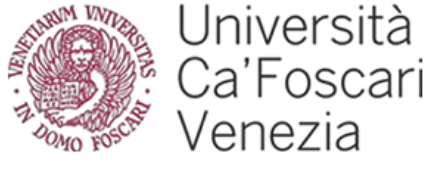 VENETIARVM VNIVERSITAS
IN DOMO FOSCARI
Università
Ca'Foscari
Venezia